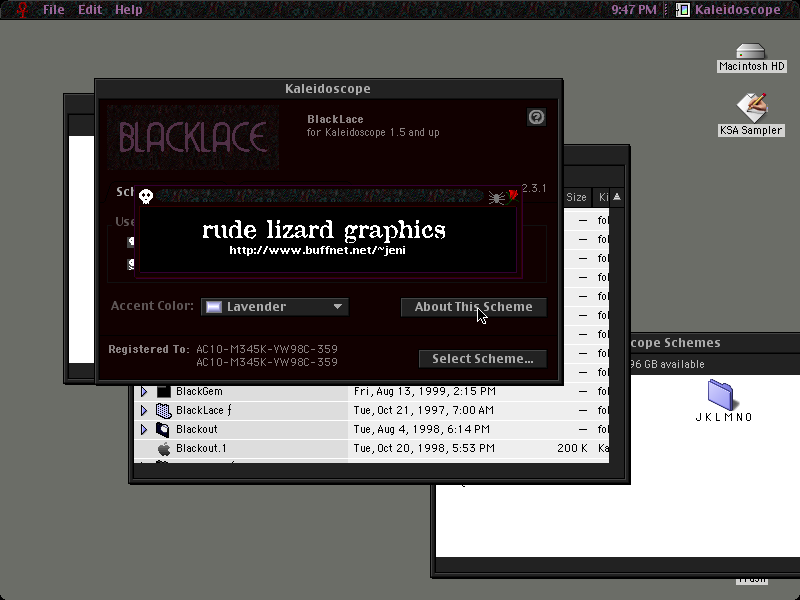 File Edit Help
9:47 PM Kaleidoscope
Macintosh HD
KSA Sampler
Kaleidoscope
BLACKLACE
BlackLace
for Kaleidoscope 1.5 and up
Sch
2.3.1
Use
rude lizard graphics
http://www.buffnet.net/~jeni
Accent Color: Lavender
About This Scheme
Registered To: AC10-M345K-VW98C-359
AC10-M345K-VW98C-359
Select Scheme...
Size Ki
— fol
— fol
— fol
— fol
— fol
— fol
— fol
— fol
— fol
BlackGem Fri, Aug 13, 1999, 2:15 PM — fol
BlackLace ƒ Tue, Oct 21, 1997, 7:00 AM — fol
Blackout Tue, Aug 4, 1998, 6:14 PM — fol
Blackout.1 Tue, Oct 20, 1998, 5:53 PM 200 K Ka
cope Schemes
96 GB available
J K L M N O
Trash